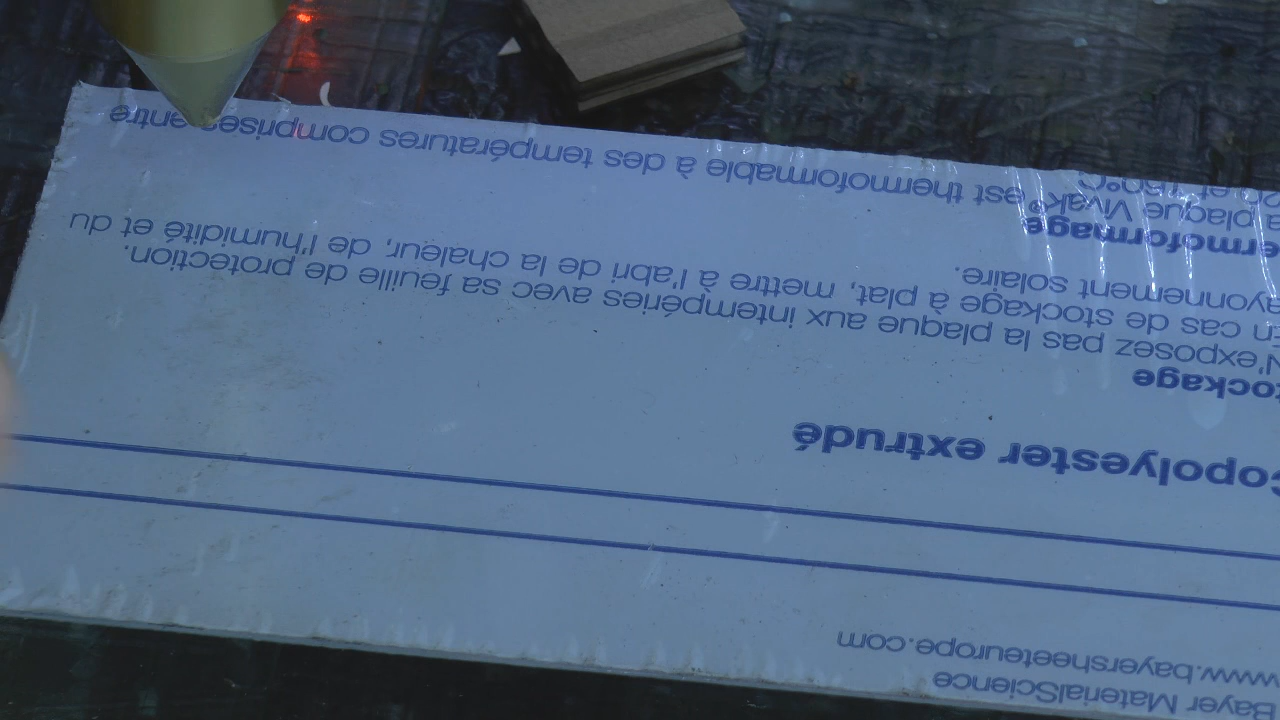 Bayer MaterialScience
www.bayersheeteurope.com
Copolyester extrudé
tockage
N'exposez pas la plaque aux intempéries avec sa feuille de protection.
En cas de stockage à plat, mettre à l'abri de la chaleur, de l'humidité et du
ayonnement solaire.
ermoformage
a plaque Vivak® est thermoformable à des températures comprises entre
et